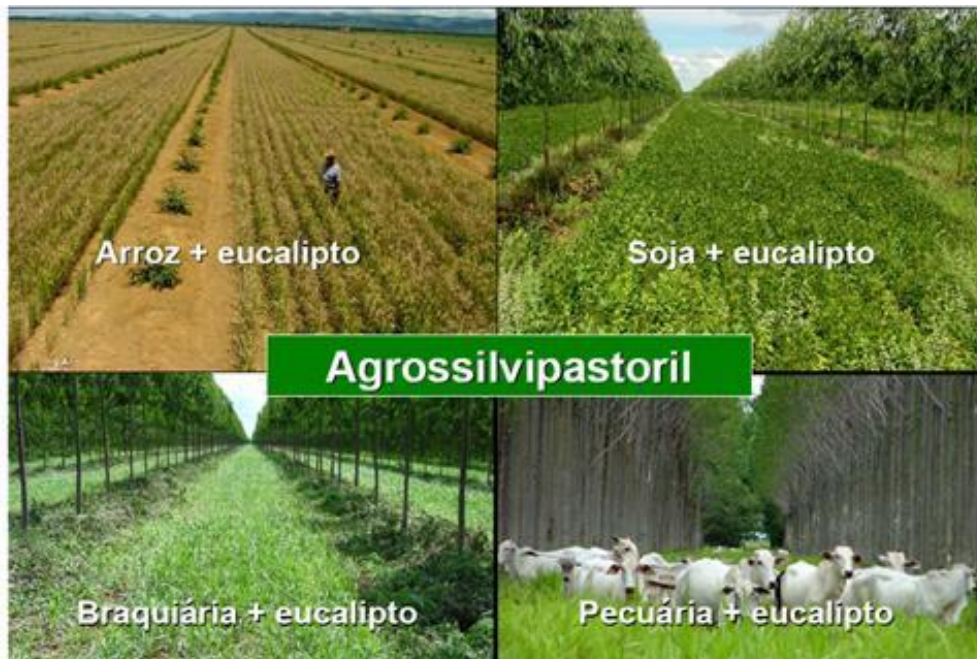 Arroz + eucalipto
Soja + eucalipto
Agrossilvipastoril
Braquiária + eucalipto
Pecuária + eucalipto